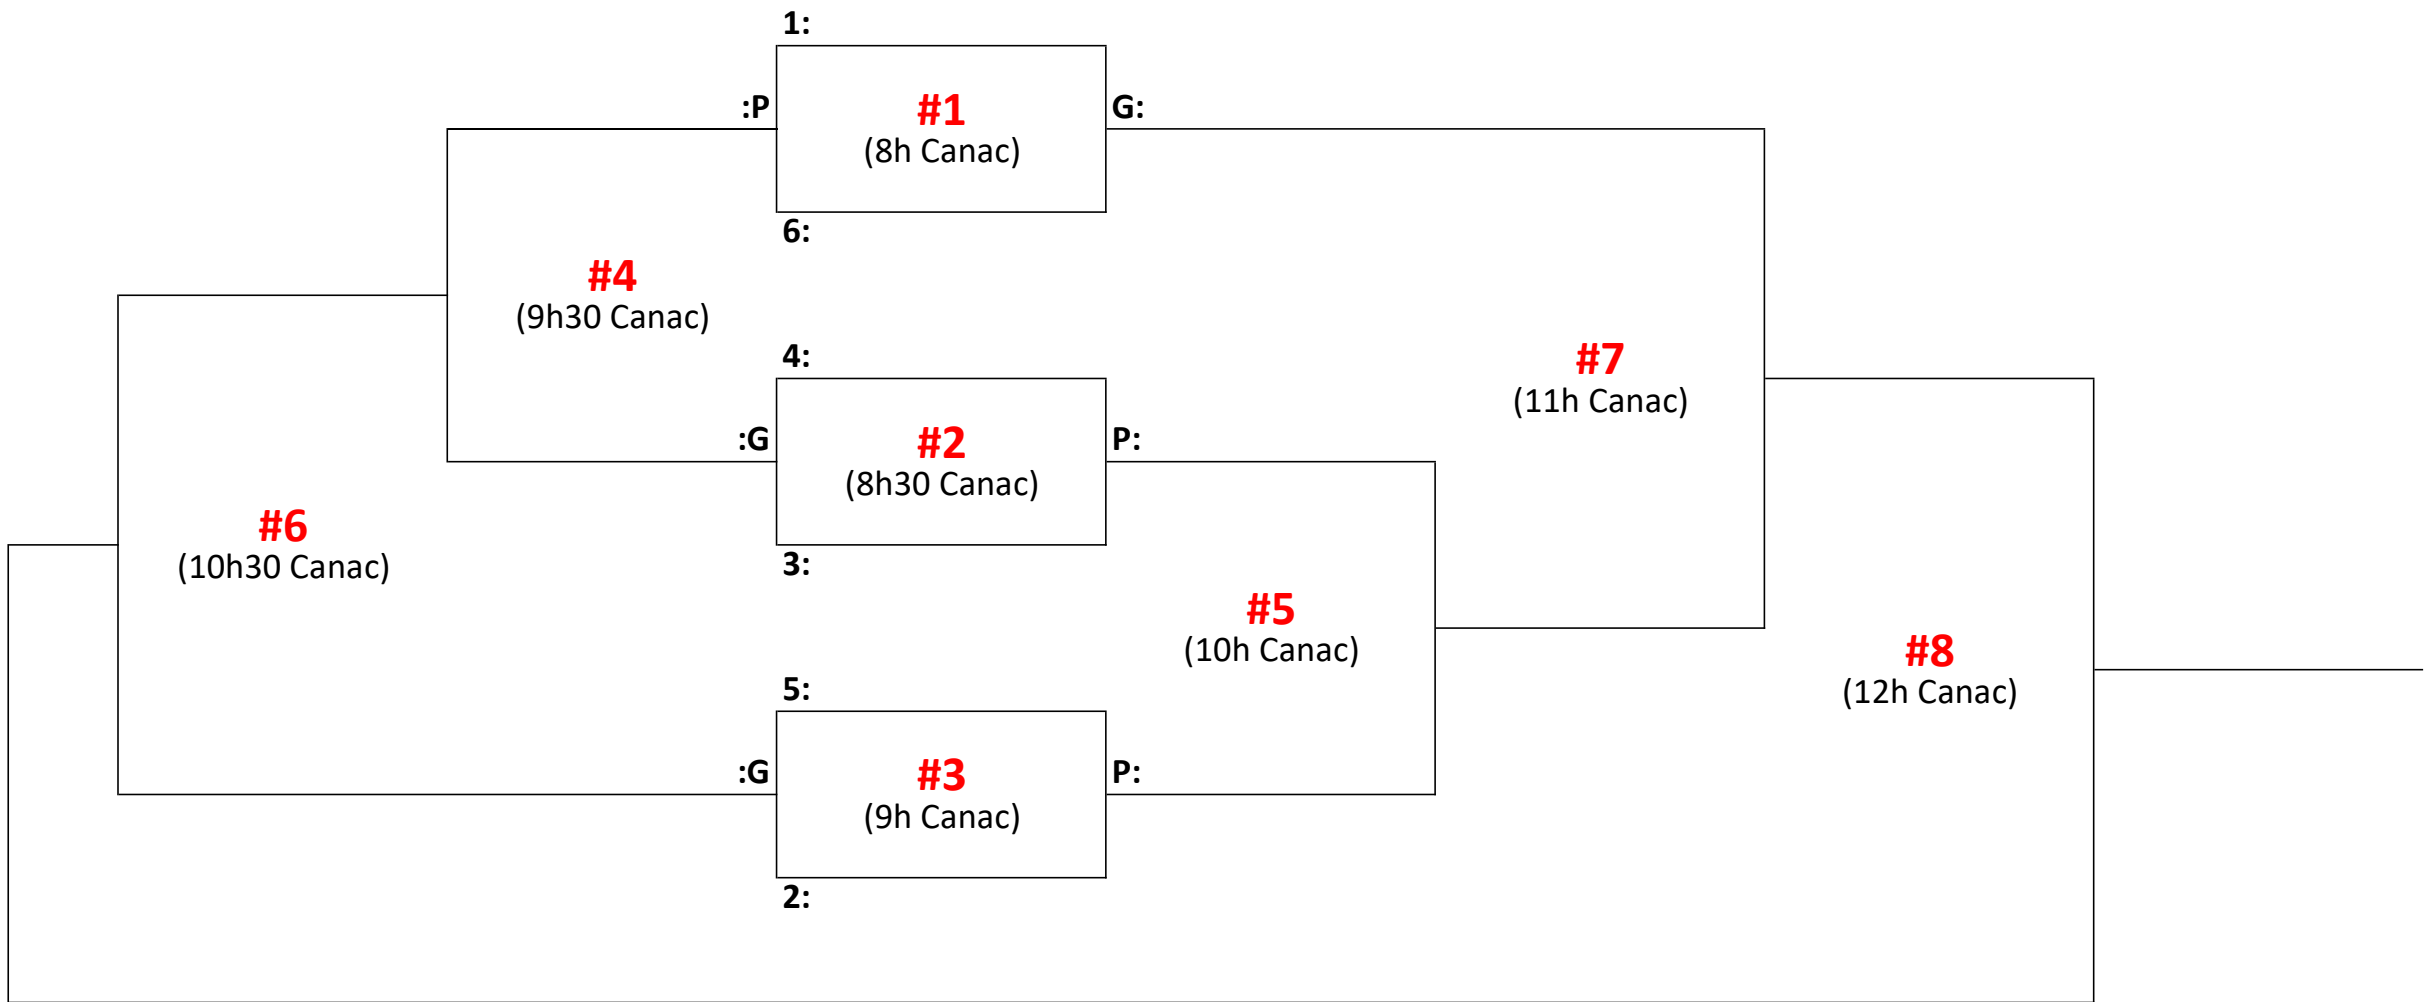 1:
:P
#1
G:
(8h Canac)
6:
#4
(9h30 Canac)
4:
#7
(11h Canac)
:G
#2
P:
(8h30 Canac)
#6
(10h30 Canac)
3:
#5
(10h Canac)
#8
(12h Canac)
5:
:G
#3
P:
(9h Canac)
2: